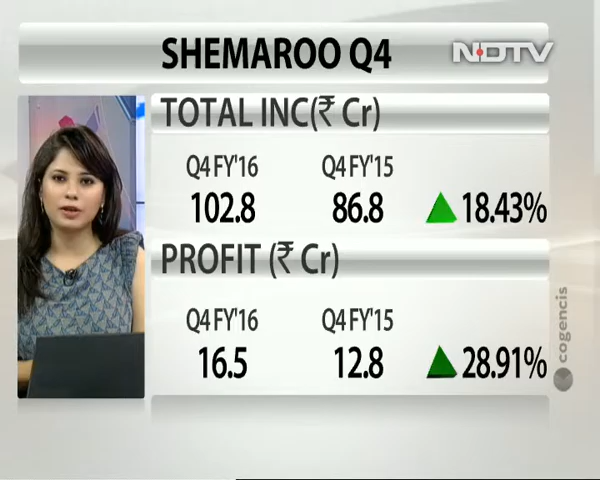 SHEMAROO Q4
NDTV
TOTAL INC(₹ Cr)
Q4 FY'16 Q4 FY'15
102.8 86.8 18.43%
PROFIT (₹ Cr)
Q4 FY'16 Q4 FY'15
16.5 12.8 28.91%
cogencis